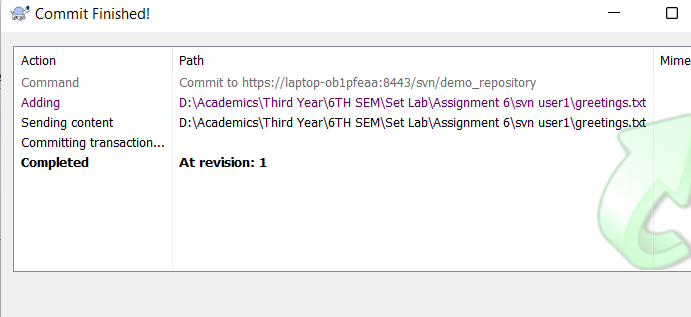 Commit Finished!
Action Path Mime
Command Commit to https://laptop-ob1pfeaa:8443/svn/demo_repository
Adding D:\Academics\Third Year\6TH SEM\Set Lab\Assignment 6\svn user1\greetings.txt
Sending content D:\Academics\Third Year\6TH SEM\Set Lab\Assignment 6\svn user1\greetings.txt
Committing transaction...
Completed At revision: 1